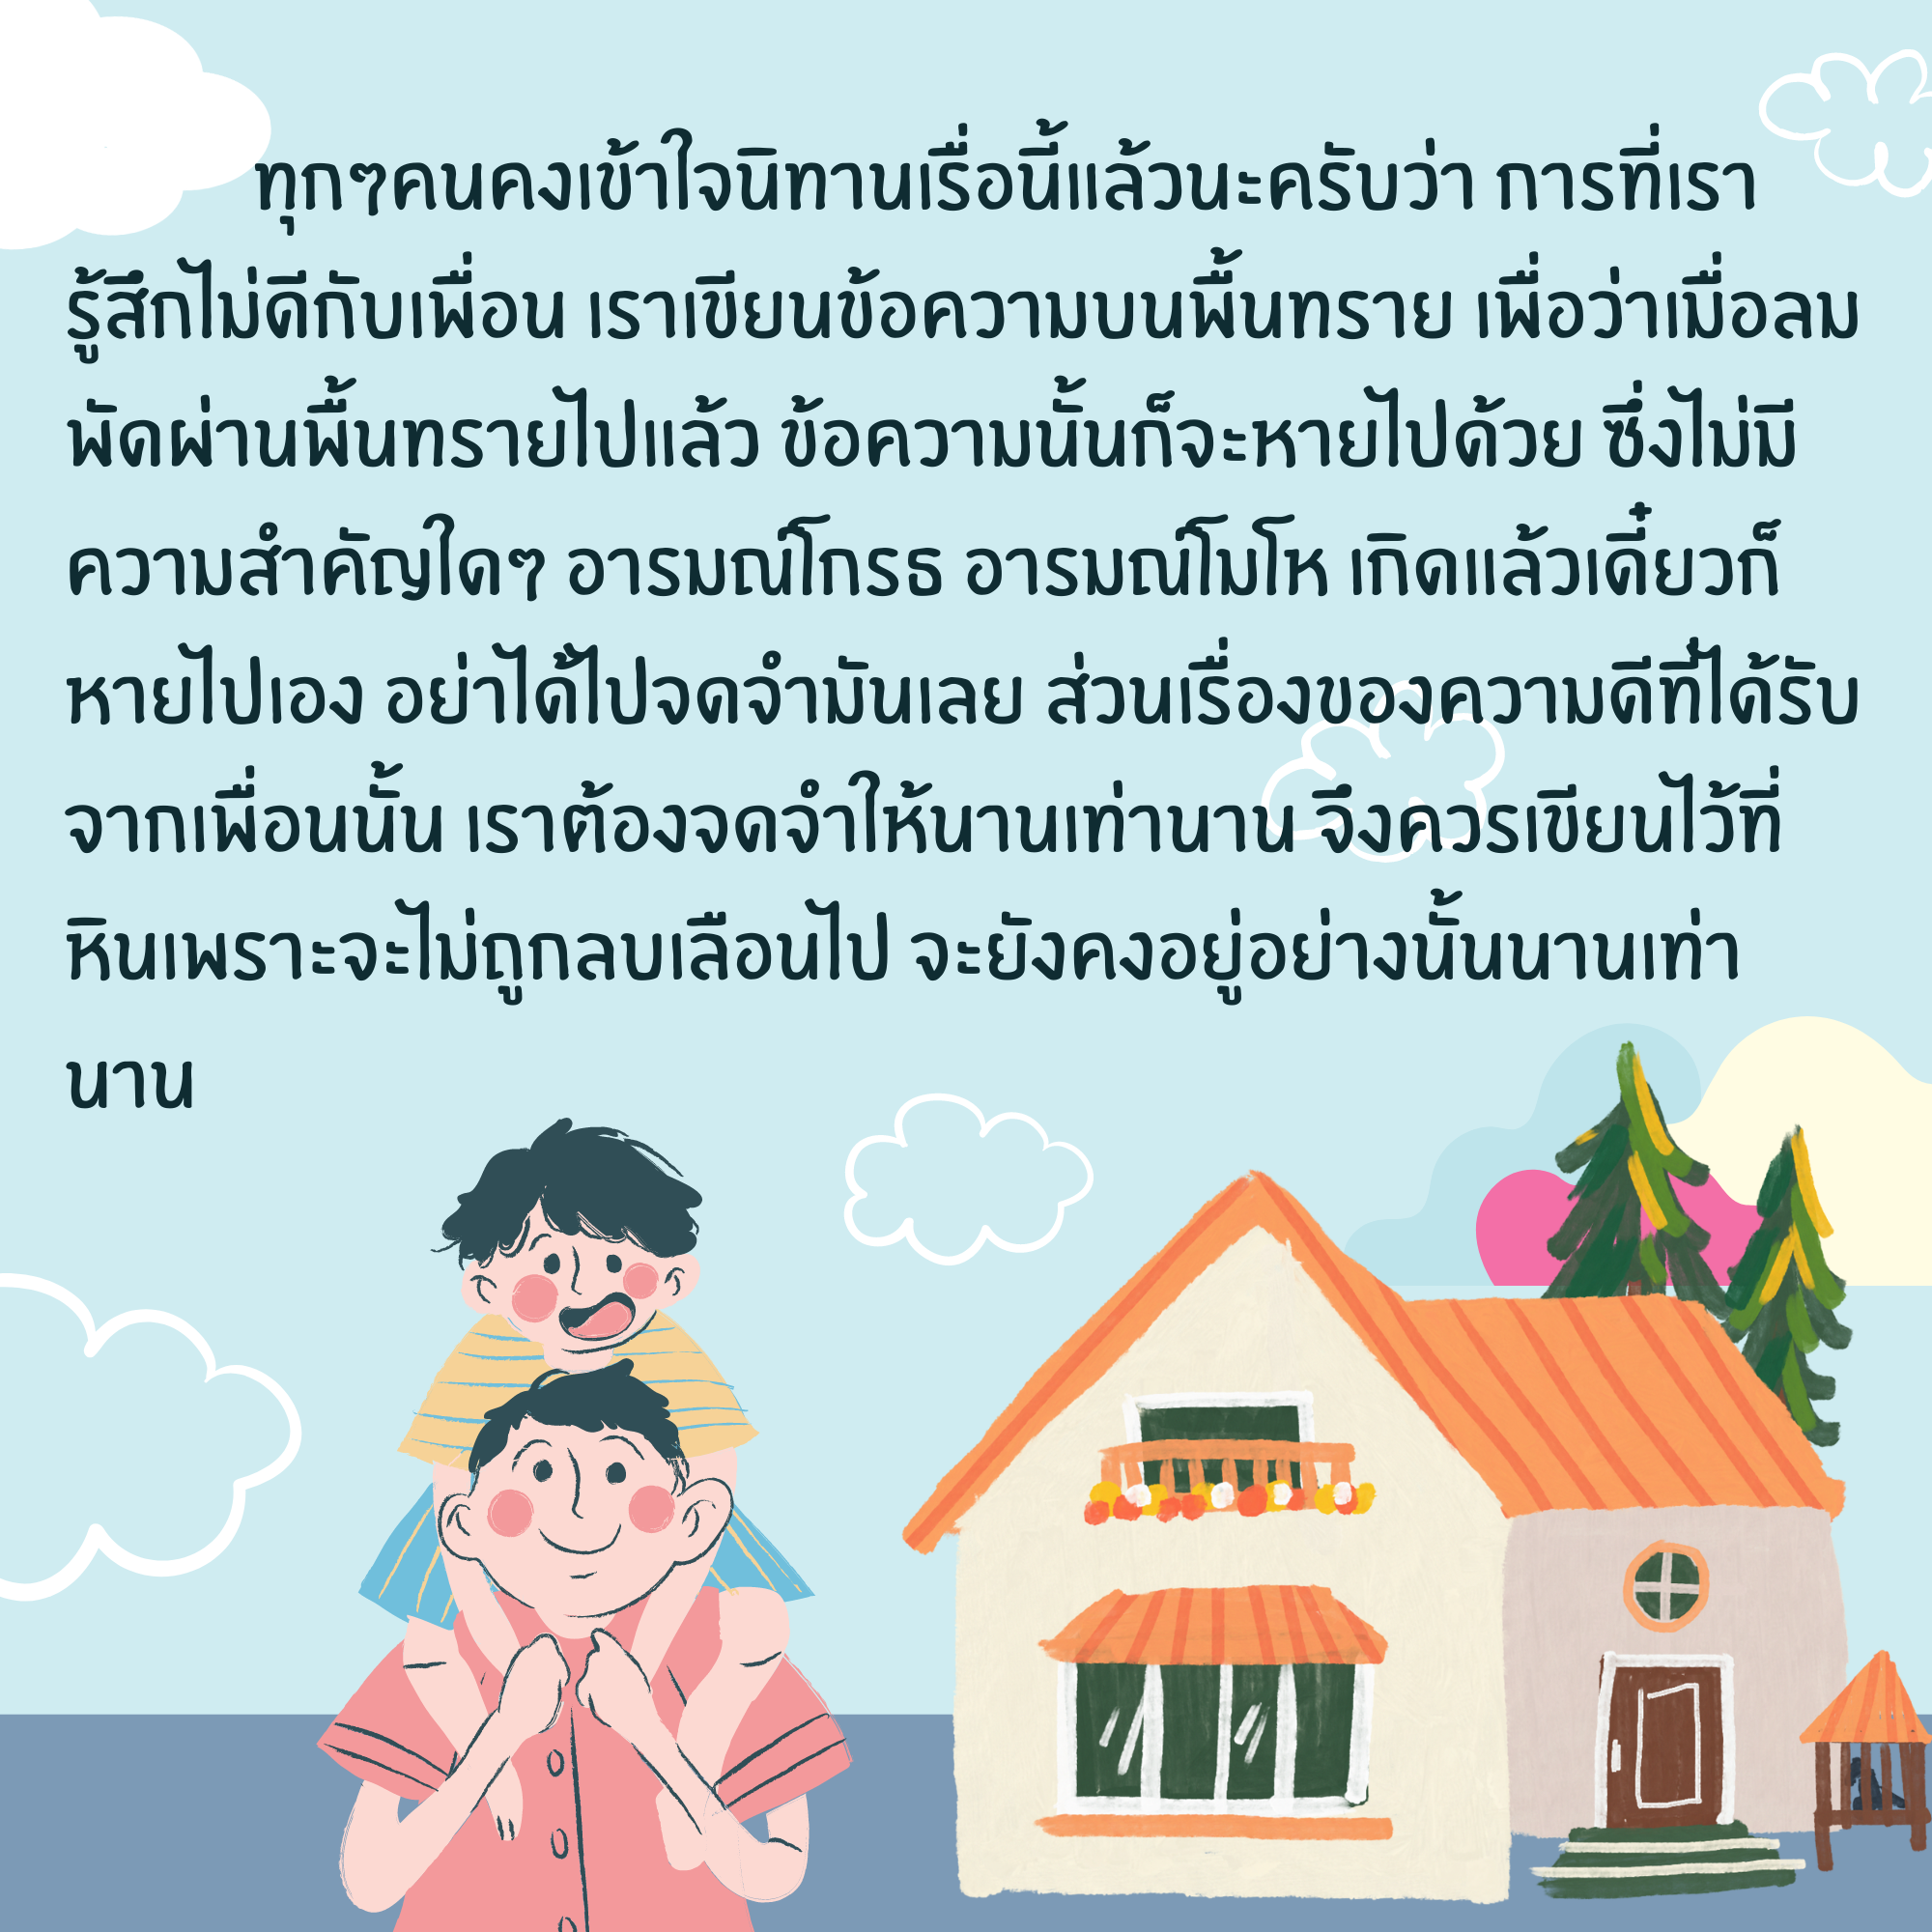 ทุกๆคนคงเข้าใจนิทานเรื่อนี้แล้วนะครับว่า การที่เรา
รู้สึกไม่ดีกับเพื่อน เราเขียนข้อความบนพื้นทราย เพื่อว่าเมื่อลม
พัดผ่านพื้นทรายไปแล้ว ข้อความนั้นก็จะหายไปด้วย ซึ่งไม่มี
ความสำคัญใดๆ อารมณ์โกรธ อารมณ์โมโห เกิดแล้วเดี๋ยวก็
หายไปเอง อย่าได้ไปจดจำมันเลย ส่วนเรื่องของความดีที่ได้รับ
จากเพื่อนนั้น เราต้องจดจำให้นานเท่านาน จึงควรเขียนไว้ที่
หินเพราะจะไม่ถูกลบเลือนไป จะยังคงอยู่อย่างนั้นนานเท่า
นาน